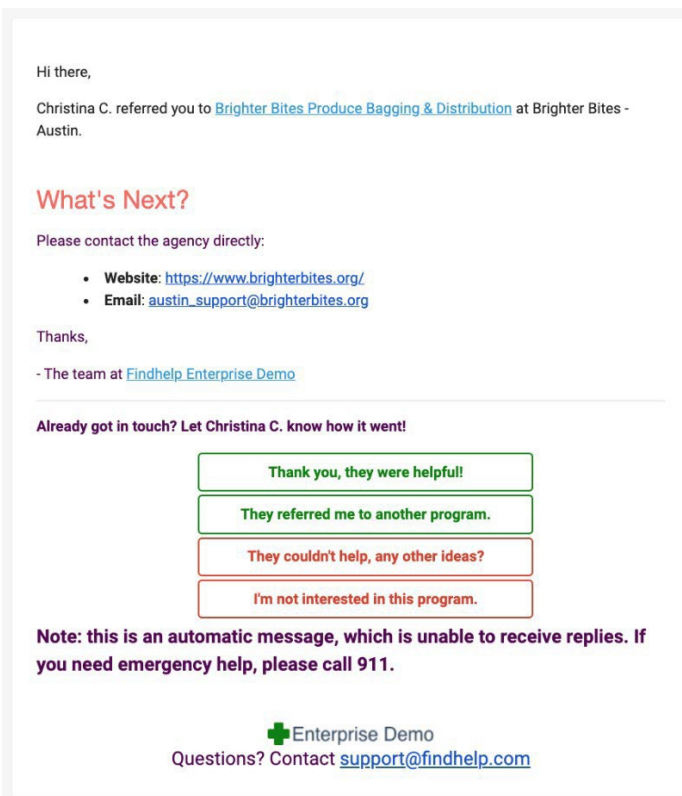 Hi there,
Christina C. referred you to Brighter Bites Produce Bagging & Distribution at Brighter Bites -
Austin.
What's Next?
Please contact the agency directly:
• Website: https://www.brighterbites.org/
• Email: austin_support@brighterbites.org
Thanks,
- The team at Findhelp Enterprise Demo
Already got in touch? Let Christina C. know how it went!
Thank you, they were helpful!
They referred me to another program.
They couldn't help, any other ideas?
I'm not interested in this program.
Note: this is an automatic message, which is unable to receive replies. If
you need emergency help, please call 911.
Enterprise Demo
Questions? Contact support@findhelp.com